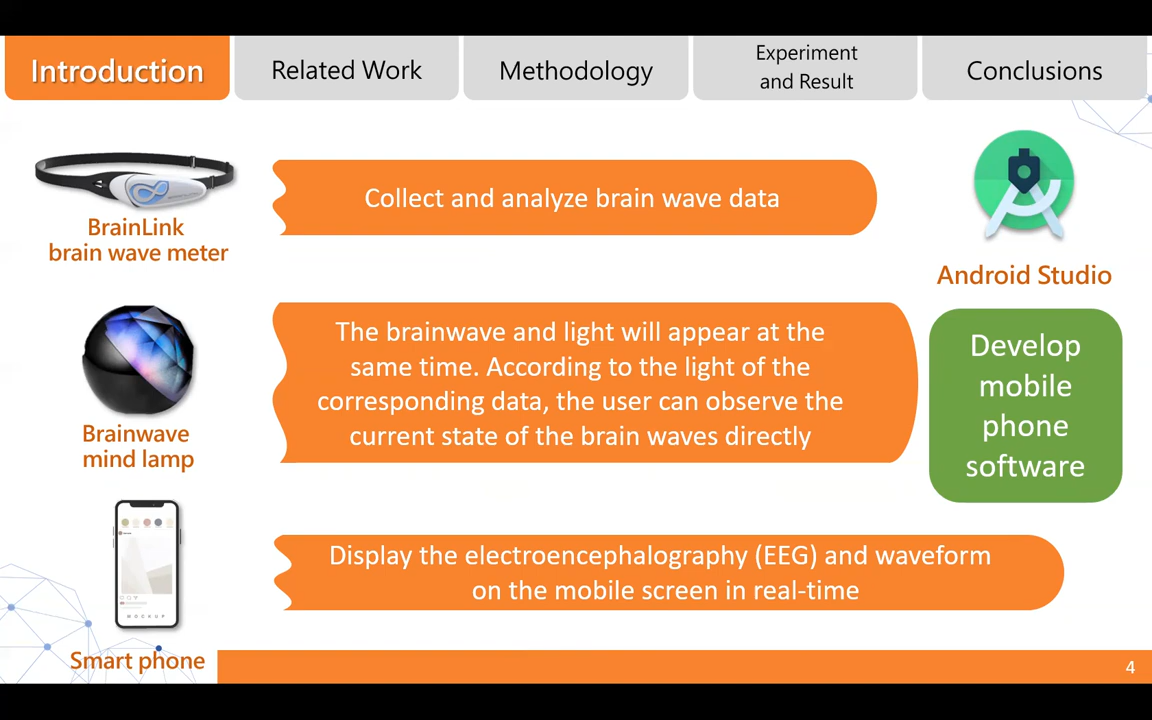 Introduction
Related Work
Methodology
Experiment
and Result
Conclusions
BrainLink
brain wave meter
Collect and analyze brain wave data
Android Studio
Brainwave
mind lamp
The brainwave and light will appear at the
same time. According to the light of the
corresponding data, the user can observe the
current state of the brain waves directly
Develop
mobile
phone
software
MOCKUP
Smart phone
Display the electroencephalography (EEG) and waveform
on the mobile screen in real-time
4